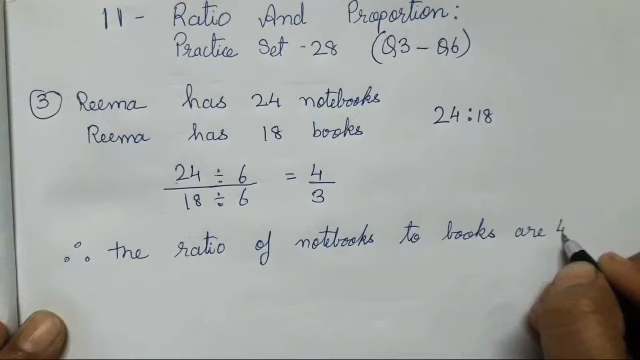 11 - Ratio And Proportion:
Practice Set - 28 (Q3 - Q6)
③ Reema has 24 notebooks
Reema has 18 books 24:18
24 ÷ 6 / 18 ÷ 6 = 4 / 3
∴ the ratio of notebooks to books are 4